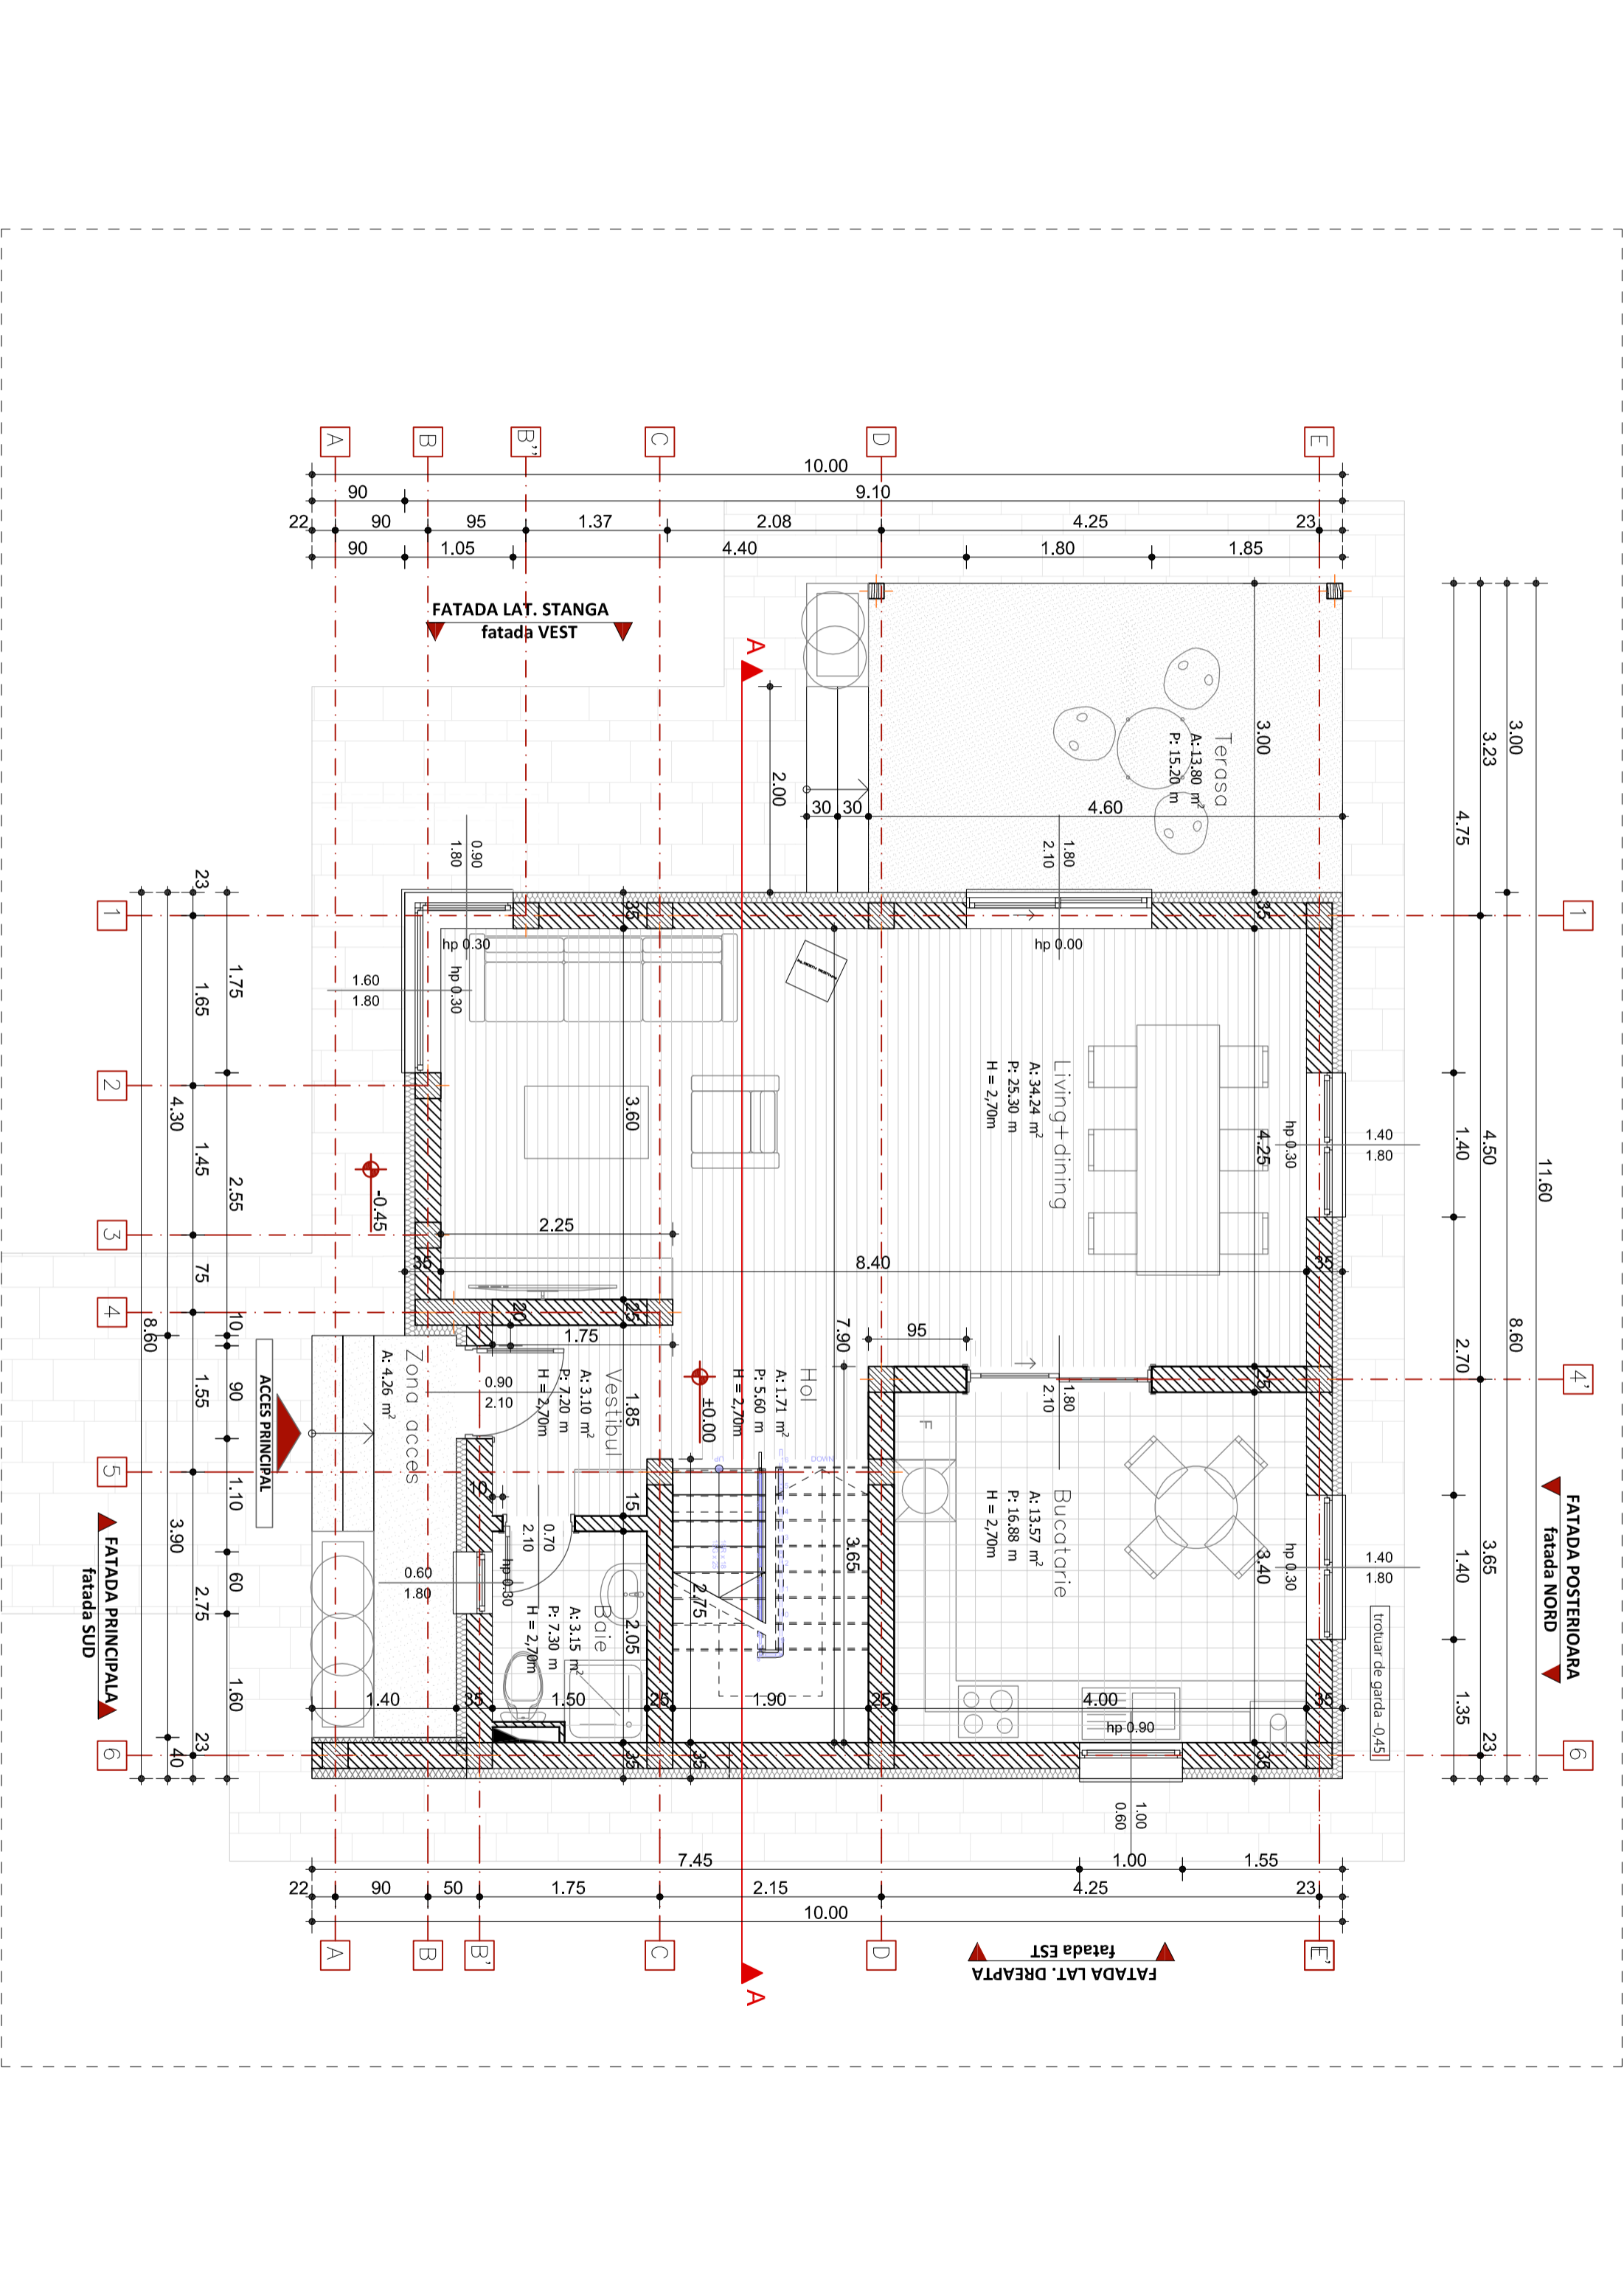 A
B
B''
C
D
E
10.00
90
9.10
22
90
95
1.37
2.08
4.25
23
90
1.05
4.40
1.80
1.85
FATADA LAT. STANGA
fatada VEST
A
3.00
3.23
3.00
4.75
11.60
Terasa
A:13.80 m²
P: 15.20 m
3.00
2.00
30
30
4.60
0.90
1.80
1.80
2.10
23
35
35
1
1
hp 0.30
hp 0.30
hp 0.00
1.60
1.80
1.75
1.65
4.30
2
1.45
2.55
3
75
4
10
8.60
3.60
Living+dining
A: 34.24 m²
P: 25.30 m
H = 2,70m
4.25
hp 0.30
1.40
1.80
1.40
4.50
2.70
8.60
-0.45
2.25
35
8.40
35
20
25
1.75
7.90
95
25
4'
ACCES PRINCIPAL
Zona acces
A: 4.26 m²
0.90
2.10
Vestibul
A: 3.10 m²
P: 7.20 m
H = 2,70m
1.85
±0.00
Hol
A: 1.71 m²
P: 5.60 m
H = 2,70m
1.80
2.10
F
UP
DOWN
1.55
90
5
1.10
3.90
60
2.75
1.60
10
15
0.70
2.10
0.60
1.80
hp 0.30
Baie
A: 3.15 m²
P: 7.30 m
H = 2,70m
2.05
2.75
3.65
Bucatarie
A:13.57 m²
P: 16.88 m
H = 2,70m
3.40
hp 0.30
1.40
1.80
1.40
3.65
1.35
trotuar de garda -0,45
FATADA POSTERIOARA
fatada NORD
FATADA PRINCIPALA
fatada SUD
1.40
35
1.50
25
1.90
25
4.00
35
hp 0.90
23
40
6
35
35
35
23
6
1.00
0.60
7.45
1.00
1.55
22
90
50
1.75
2.15
4.25
23
10.00
A
B
B'
C
D
E'
A
FATADA LAT. DREAPTA
fatada EST